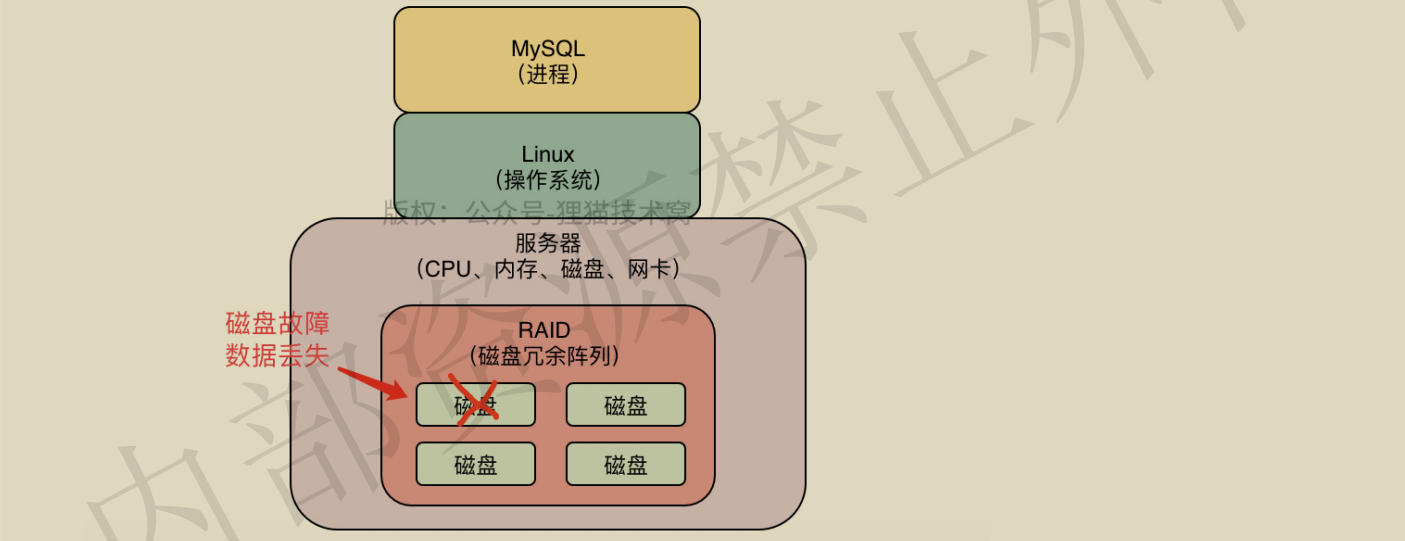 MySQL
(进程)
Linux
(操作系统)
版权：公众号-狸猫技术窝
服务器
(CPU、内存、磁盘、网卡)
磁盘故障
数据丢失
RAID
(磁盘冗余阵列)
磁盘
磁盘
磁盘
磁盘
内部资源禁止外